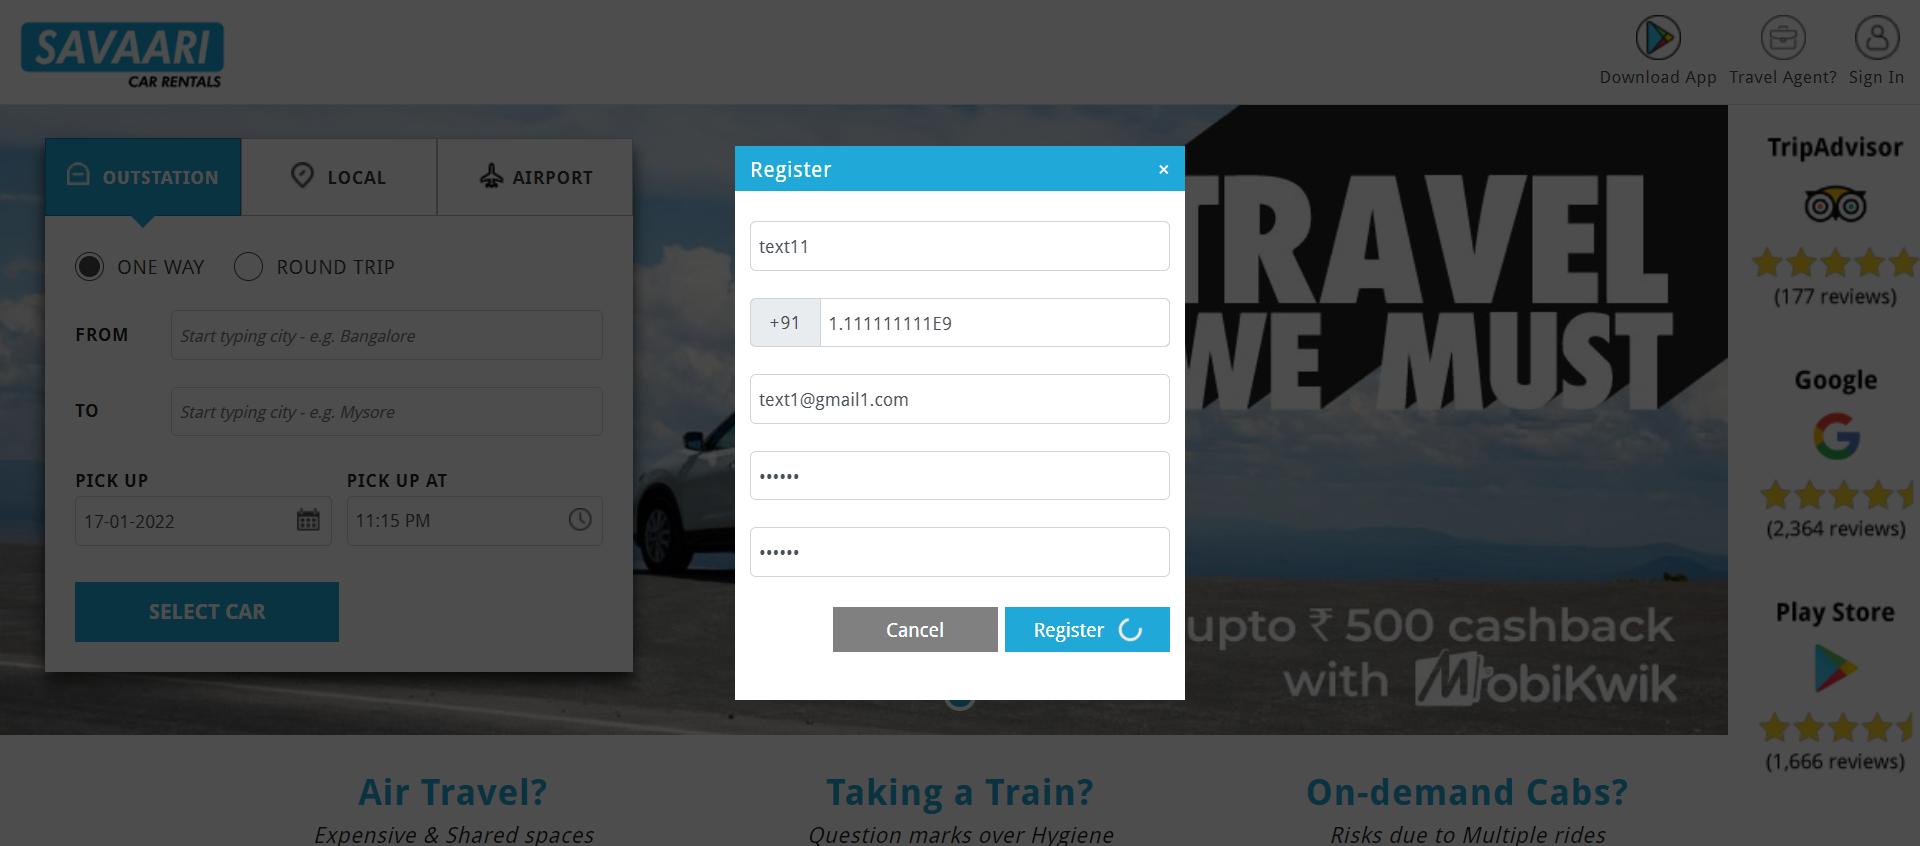 SAVAARI
CAR RENTALS
Download App
Travel Agent?
Sign In
OUTSTATION
LOCAL
AIRPORT
ONE WAY
ROUND TRIP
FROM
Start typing city - e.g. Bangalore
TO
Start typing city - e.g. Mysore
PICK UP
PICK UP AT
17-01-2022
11:15 PM
SELECT CAR
Register
×
text11
+91
1.111111111E9
text1@gmail1.com
••••••
••••••
Cancel
Register
TRAVEL
WE MUST
upto ₹ 500 cashback
with MobiKwik
TripAdvisor
(177 reviews)
Google
(2,364 reviews)
Play Store
(1,666 reviews)
Air Travel?
Expensive & Shared spaces
Taking a Train?
Question marks over Hygiene
On-demand Cabs?
Risks due to Multiple rides